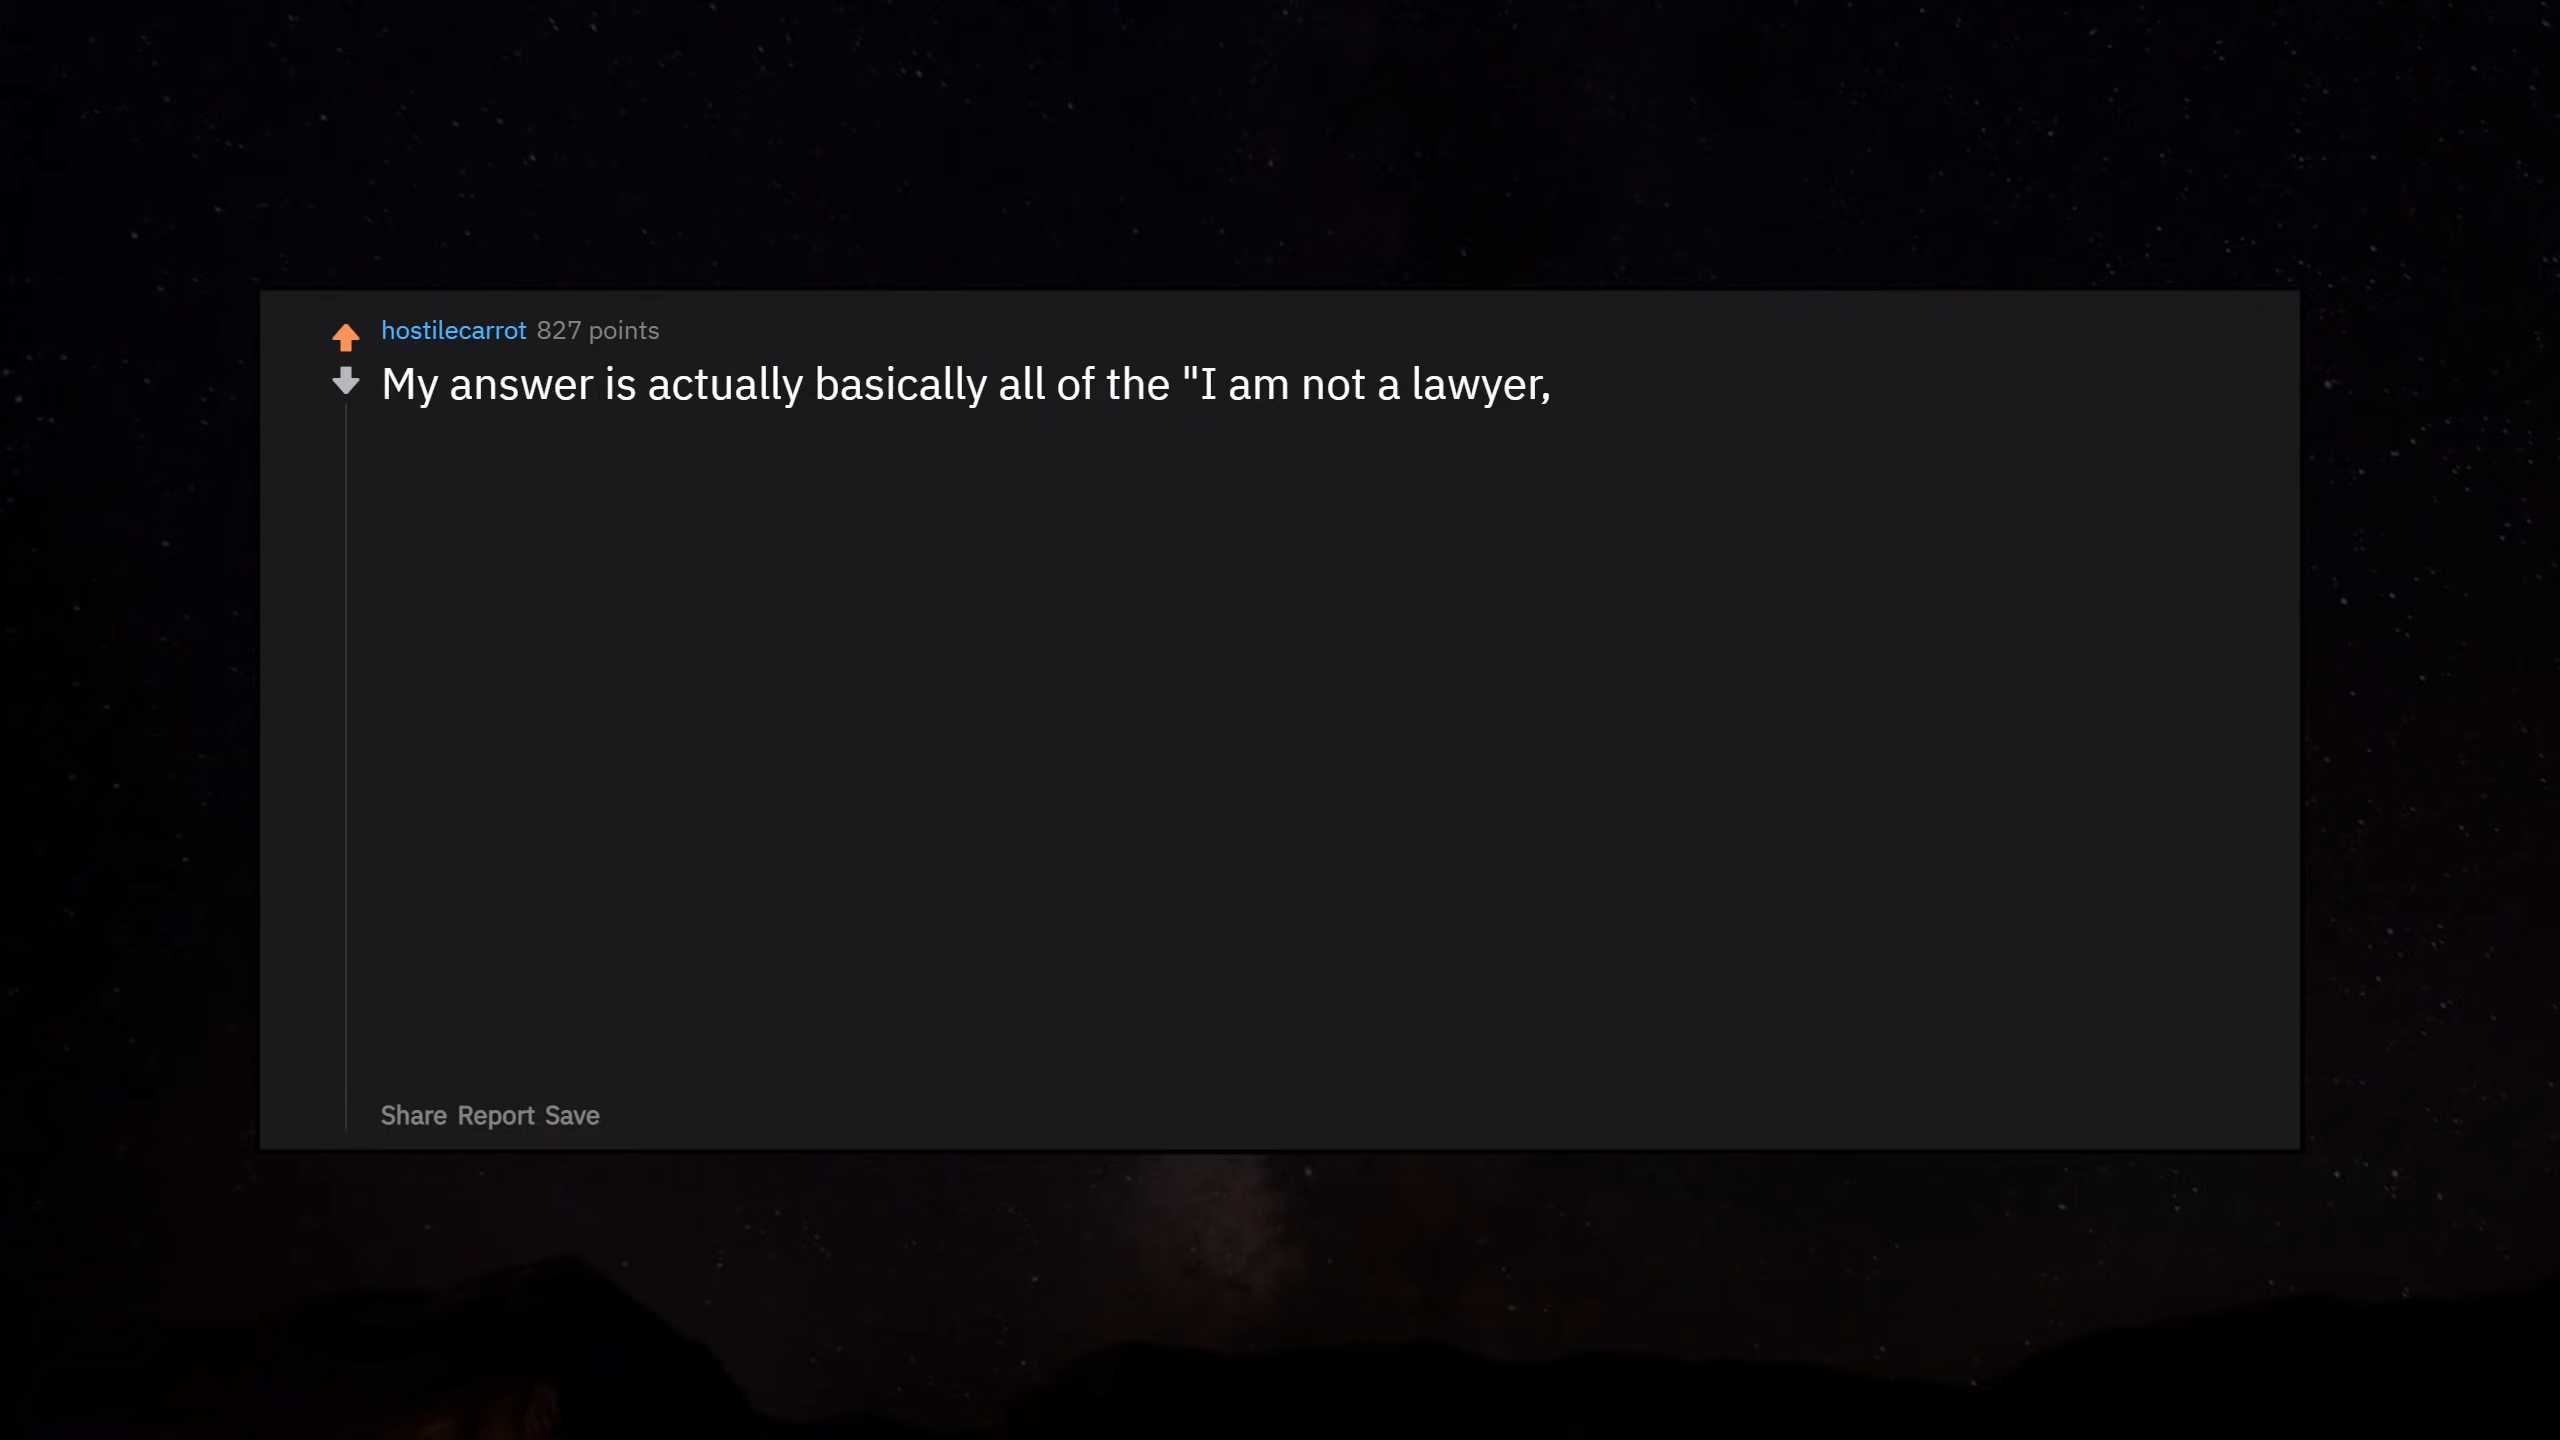 hostilecarrot 827 points
My answer is actually basically all of the "I am not a lawyer,
Share Report Save